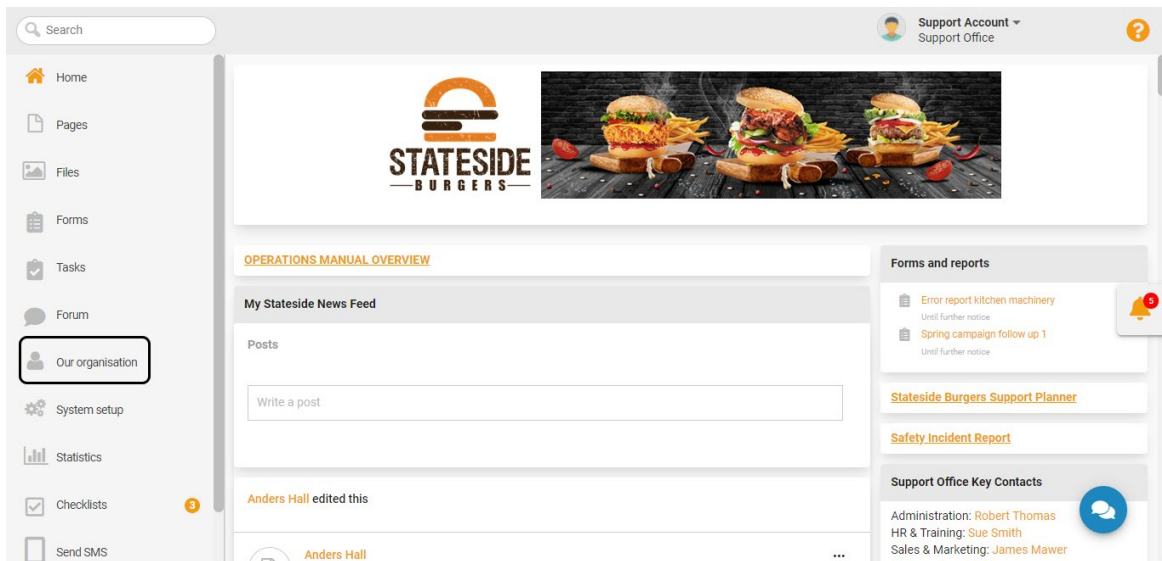 Search
Support Account
Support Office
?
Home
Pages
Files
Forms
Tasks
Forum
Our organisation
System setup
Statistics
Checklists 3
Send SMS
STATESIDE
BURGERS
OPERATIONS MANUAL OVERVIEW
My Stateside News Feed
Posts
Write a post
Anders Hall edited this
Anders Hall
...
Forms and reports
Error report kitchen machinery
Until further notice
Spring campaign follow up 1
Until further notice
5
Stateside Burgers Support Planner
Safety Incident Report
Support Office Key Contacts
Administration: Robert Thomas
HR & Training: Sue Smith
Sales & Marketing: James Mawer